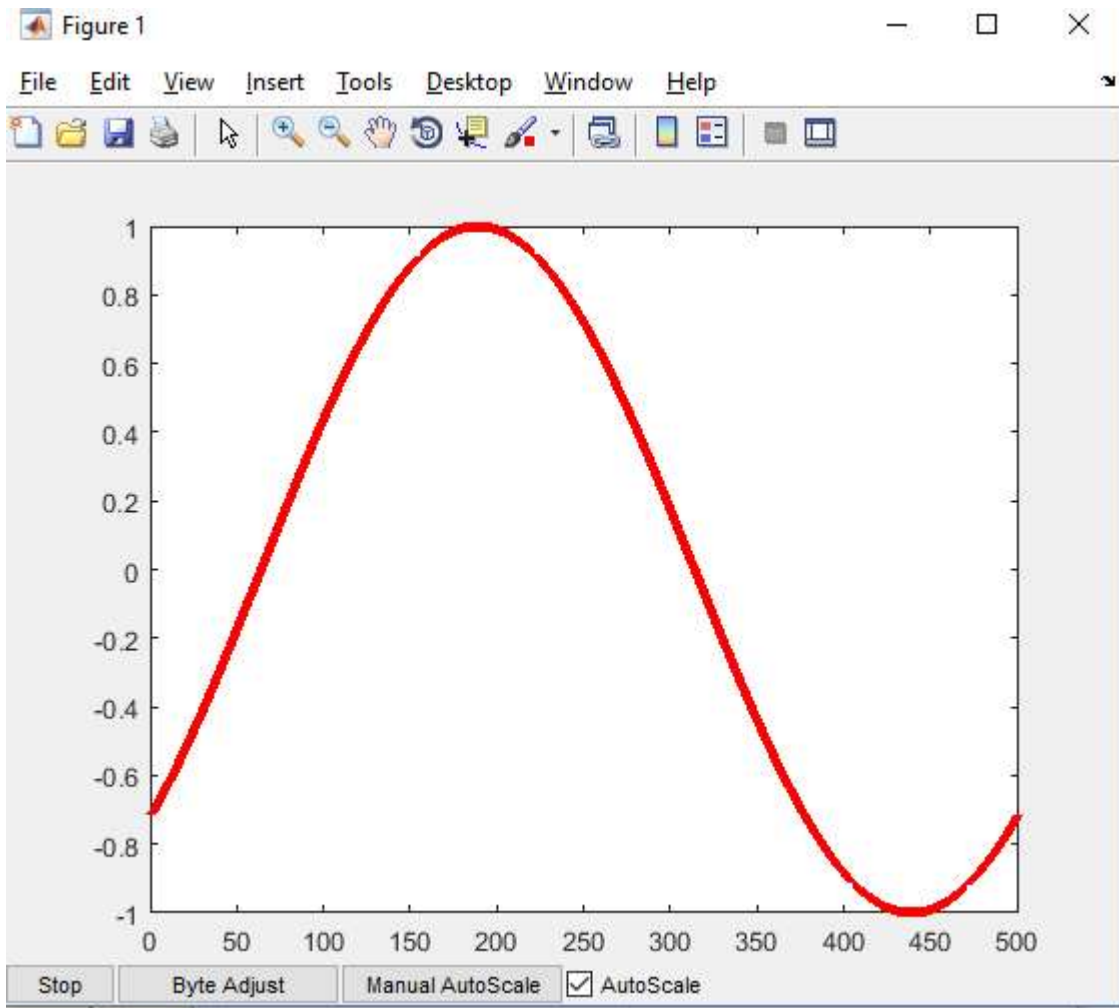 Figure 1
File Edit View Insert Tools Desktop Window Help
1
0.8
0.6
0.4
0.2
0
-0.2
-0.4
-0.6
-0.8
-1
0 50 100 150 200 250 300 350 400 450 500
Stop Byte Adjust Manual AutoScale AutoScale